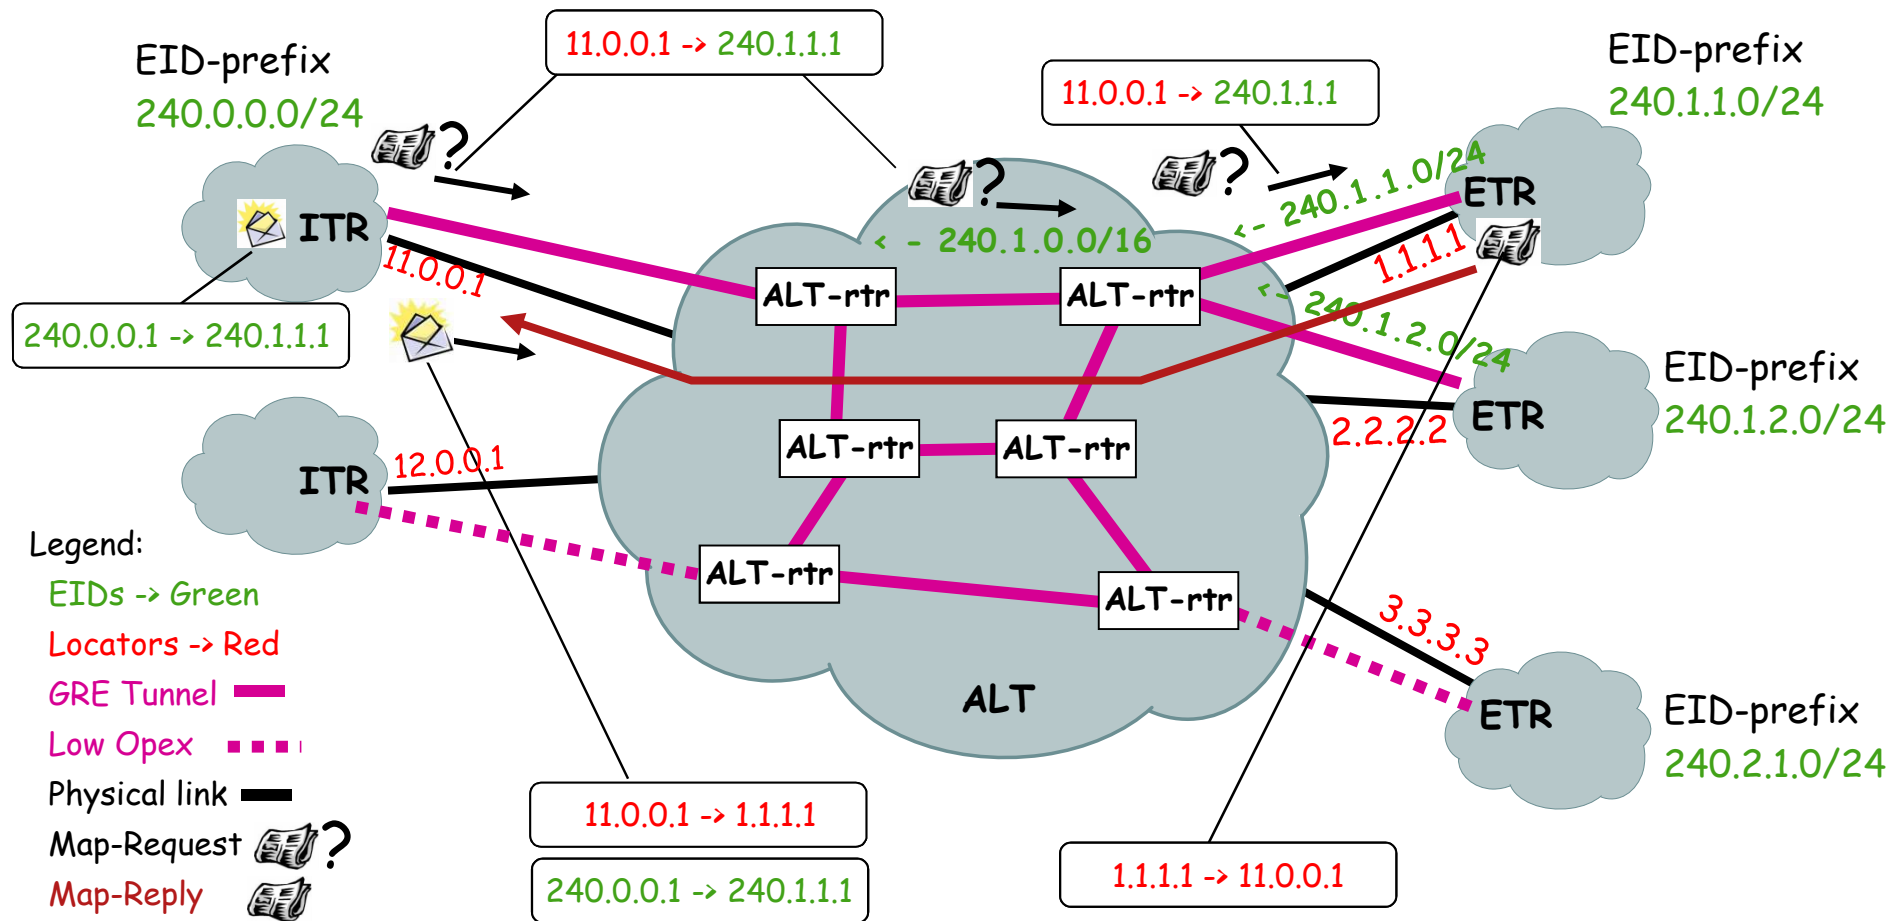 11.0.0.1 -> 240.1.1.1
EID-prefix
240.0.0.0/24
?
11.0.0.1 -> 240.1.1.1
EID-prefix
240.1.1.0/24
?
?
<- 240.1.1.0/24
ETR
ITR
<- 240.1.0.0/16
1.1.1.1
11.0.0.1
ALT-rtr
ALT-rtr
<- 240.1.2.0/24
240.0.0.1 -> 240.1.1.1
EID-prefix
240.1.2.0/24
ETR
2.2.2.2
ALT-rtr
ALT-rtr
12.0.0.1
ITR
ALT-rtr
ALT-rtr
3.3.3.3
ALT
ETR
EID-prefix
240.2.1.0/24
Legend:
EIDs -> Green
Locators -> Red
GRE Tunnel
Low Opex
Physical link
Map-Request ?
Map-Reply
11.0.0.1 -> 1.1.1.1
240.0.0.1 -> 240.1.1.1
1.1.1.1 -> 11.0.0.1